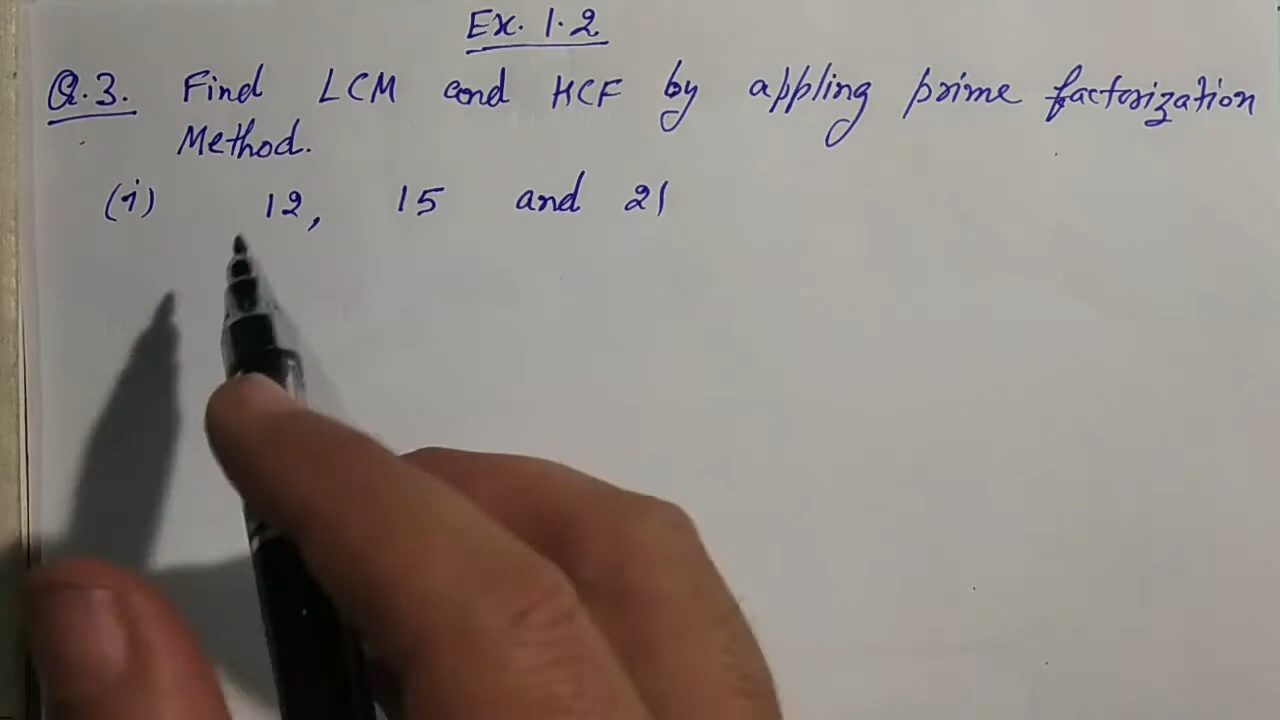 Ex. 1.2
Q.3. Find LCM and HCF by appling prime factorization
Method.
(i) 12, 15 and 21